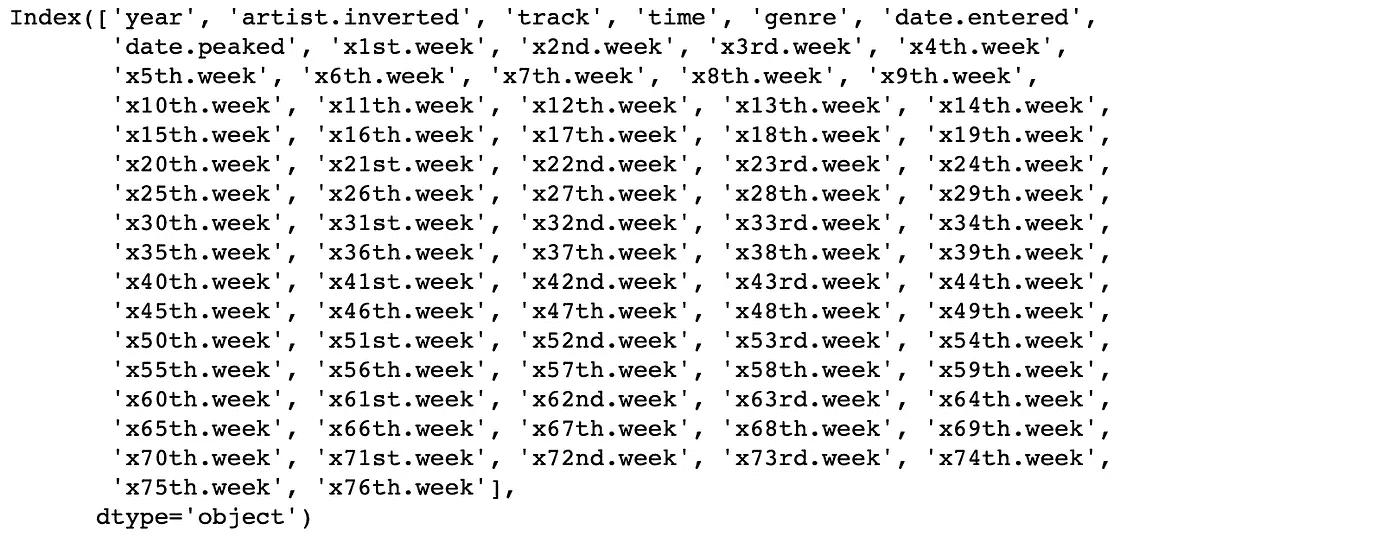 Index(['year', 'artist.inverted', 'track', 'time', 'genre', 'date.entered',
'date.peaked', 'x1st.week', 'x2nd.week', 'x3rd.week', 'x4th.week',
'x5th.week', 'x6th.week', 'x7th.week', 'x8th.week', 'x9th.week',
'x10th.week', 'x11th.week', 'x12th.week', 'x13th.week', 'x14th.week',
'x15th.week', 'x16th.week', 'x17th.week', 'x18th.week', 'x19th.week',
'x20th.week', 'x21st.week', 'x22nd.week', 'x23rd.week', 'x24th.week',
'x25th.week', 'x26th.week', 'x27th.week', 'x28th.week', 'x29th.week',
'x30th.week', 'x31st.week', 'x32nd.week', 'x33rd.week', 'x34th.week',
'x35th.week', 'x36th.week', 'x37th.week', 'x38th.week', 'x39th.week',
'x40th.week', 'x41st.week', 'x42nd.week', 'x43rd.week', 'x44th.week',
'x45th.week', 'x46th.week', 'x47th.week', 'x48th.week', 'x49th.week',
'x50th.week', 'x51st.week', 'x52nd.week', 'x53rd.week', 'x54th.week',
'x55th.week', 'x56th.week', 'x57th.week', 'x58th.week', 'x59th.week',
'x60th.week', 'x61st.week', 'x62nd.week', 'x63rd.week', 'x64th.week',
'x65th.week', 'x66th.week', 'x67th.week', 'x68th.week', 'x69th.week',
'x70th.week', 'x71st.week', 'x72nd.week', 'x73rd.week', 'x74th.week',
'x75th.week', 'x76th.week'],
dtype='object')